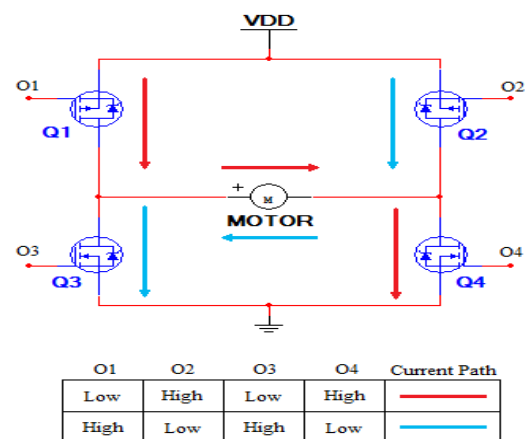 VDD
O1 O2
Q1 Q2
+
M
MOTOR
O3 O4
Q3 Q4
O1 O2 O3 O4 Current Path
Low High Low High
High Low High Low